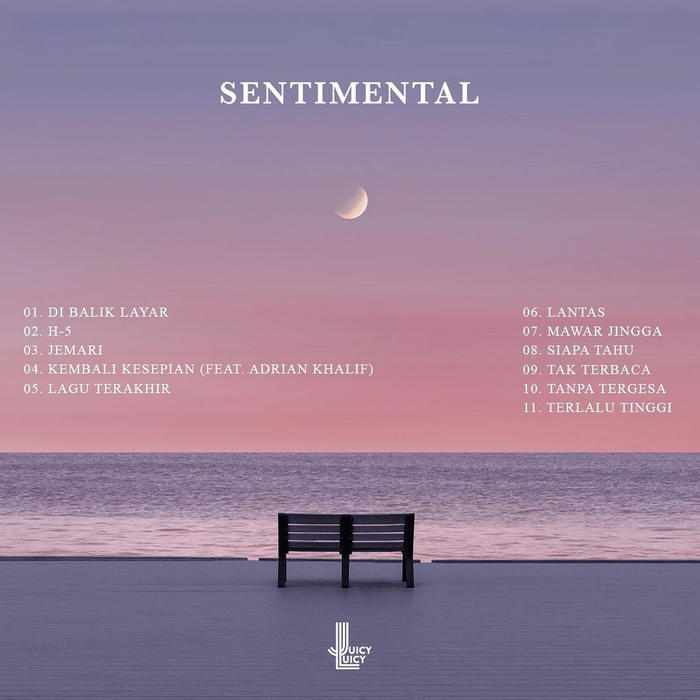 SENTIMENTAL
01. DI BALIK LAYAR
02. H-5
03. JEMARI
04. KEMBALI KESEPIAN (FEAT. ADRIAN KHALIF)
05. LAGU TERAKHIR
06. LANTAS
07. MAWAR JINGGA
08. SIAPA TAHU
09. TAK TERBACA
10. TANPA TERGESA
11. TERLALU TINGGI
JUICY
LUICY